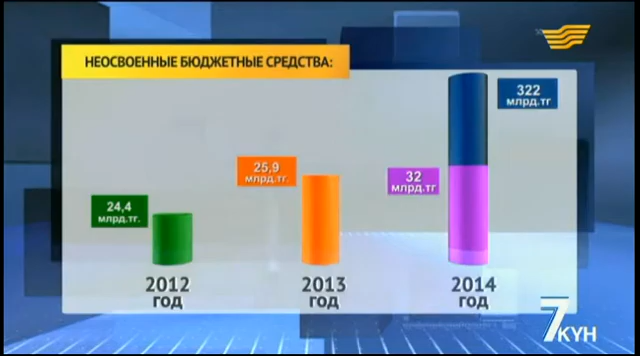 НЕОСВОЕННЫЕ БЮДЖЕТНЫЕ СРЕДСТВА:
322
млрд.тг
32
млрд.тг
25,9
млрд.тг.
24,4
млрд.тг.
2012
год
2013
год
2014
год
7
КҮН